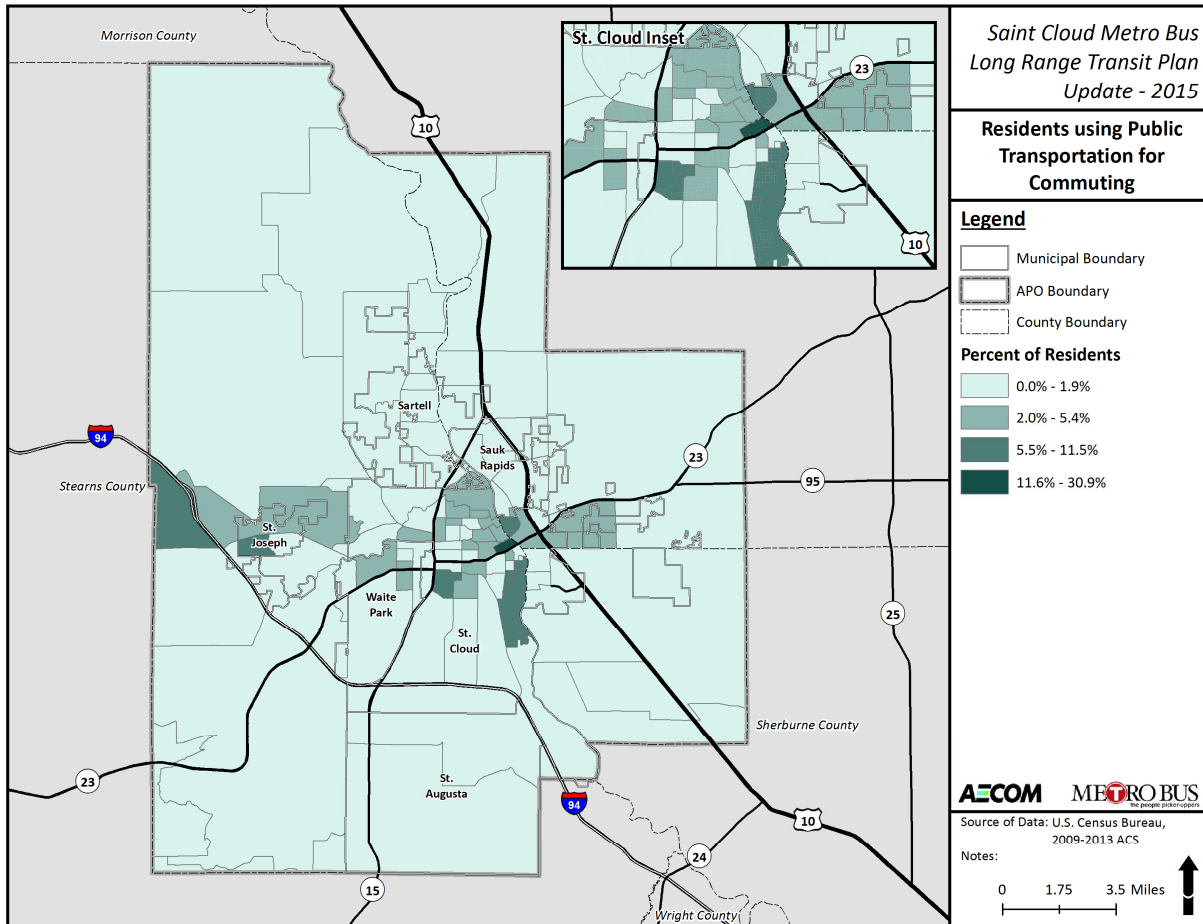 Morrison County
10
St. Cloud Inset
23
10
94
Stearns County
Sartell
Sauk
Rapids
23
95
St.
Joseph
Waite
Park
St.
Cloud
25
Sherburne County
23
St.
Augusta
94
10
24
15
Wright County
Saint Cloud Metro Bus
Long Range Transit Plan
Update - 2015
Residents using Public
Transportation for
Commuting
Legend
Municipal Boundary
APO Boundary
County Boundary
Percent of Residents
0.0% - 1.9%
2.0% - 5.4%
5.5% - 11.5%
11.6% - 30.9%
AECOM
METRO BUS
the people picker-uppers
Source of Data: U.S. Census Bureau,
2009-2013 ACS
Notes:
0 1.75 3.5 Miles